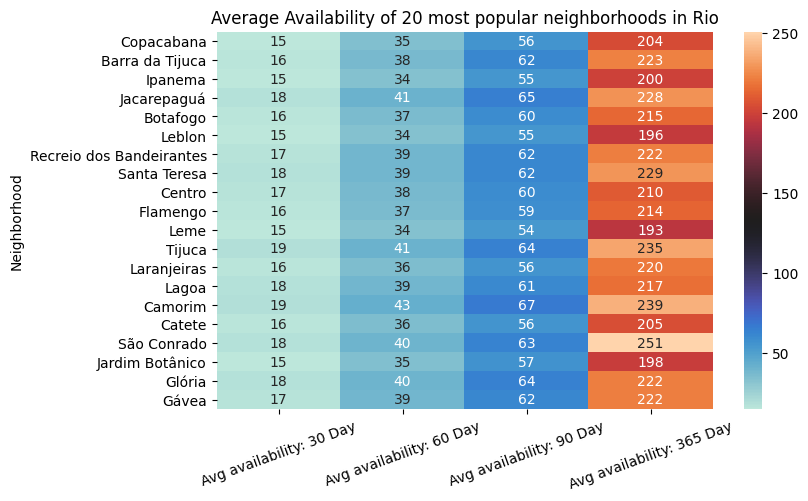 Average Availability of 20 most popular neighborhoods in Rio
Neighborhood
Copacabana 15 35 56 204
Barra da Tijuca 16 38 62 223
Ipanema 15 34 55 200
Jacarepaguá 18 41 65 228
Botafogo 16 37 60 215
Leblon 15 34 55 196
Recreio dos Bandeirantes 17 39 62 222
Santa Teresa 18 39 62 229
Centro 17 38 60 210
Flamengo 16 37 59 214
Leme 15 34 54 193
Tijuca 19 41 64 235
Laranjeiras 16 36 56 220
Lagoa 18 39 61 217
Camorim 19 43 67 239
Catete 16 36 56 205
São Conrado 18 40 63 251
Jardim Botânico 15 35 57 198
Glória 18 40 64 222
Gávea 17 39 62 222
Avg availability: 30 Day
Avg availability: 60 Day
Avg availability: 90 Day
Avg availability: 365 Day
250
200
150
100
50